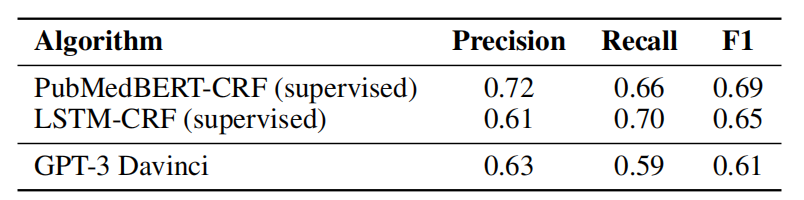 Algorithm Precision Recall F1
PubMedBERT-CRF (supervised) 0.72 0.66 0.69
LSTM-CRF (supervised) 0.61 0.70 0.65
GPT-3 Davinci 0.63 0.59 0.61